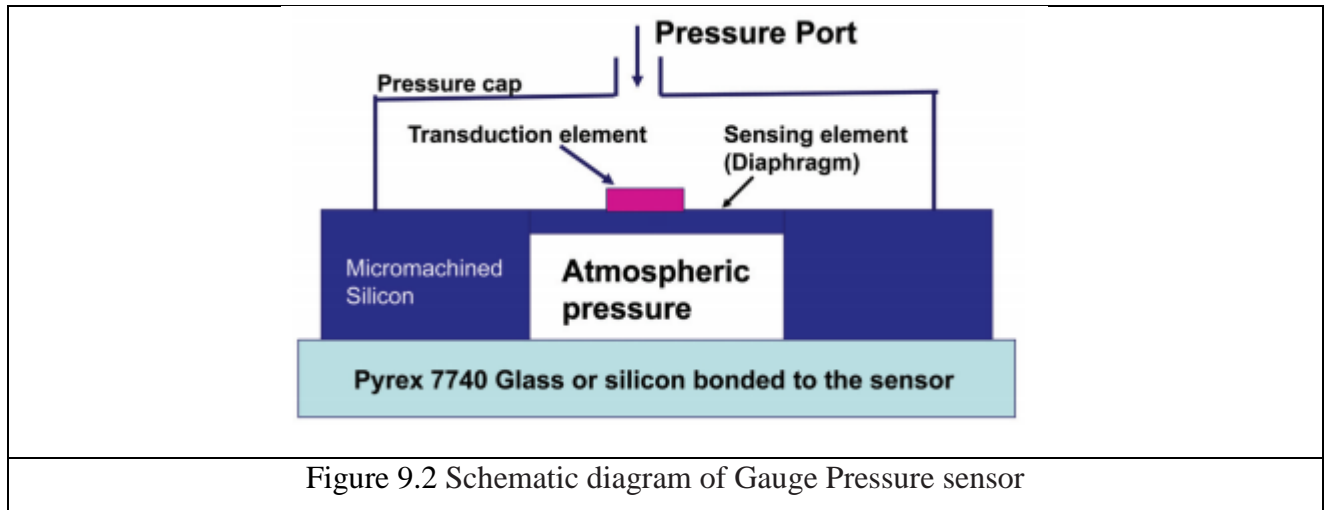 Pressure Port
Pressure cap
Transduction element
Sensing element
(Diaphragm)
Micromachined
Silicon
Atmospheric
pressure
Pyrex 7740 Glass or silicon bonded to the sensor
Figure 9.2 Schematic diagram of Gauge Pressure sensor